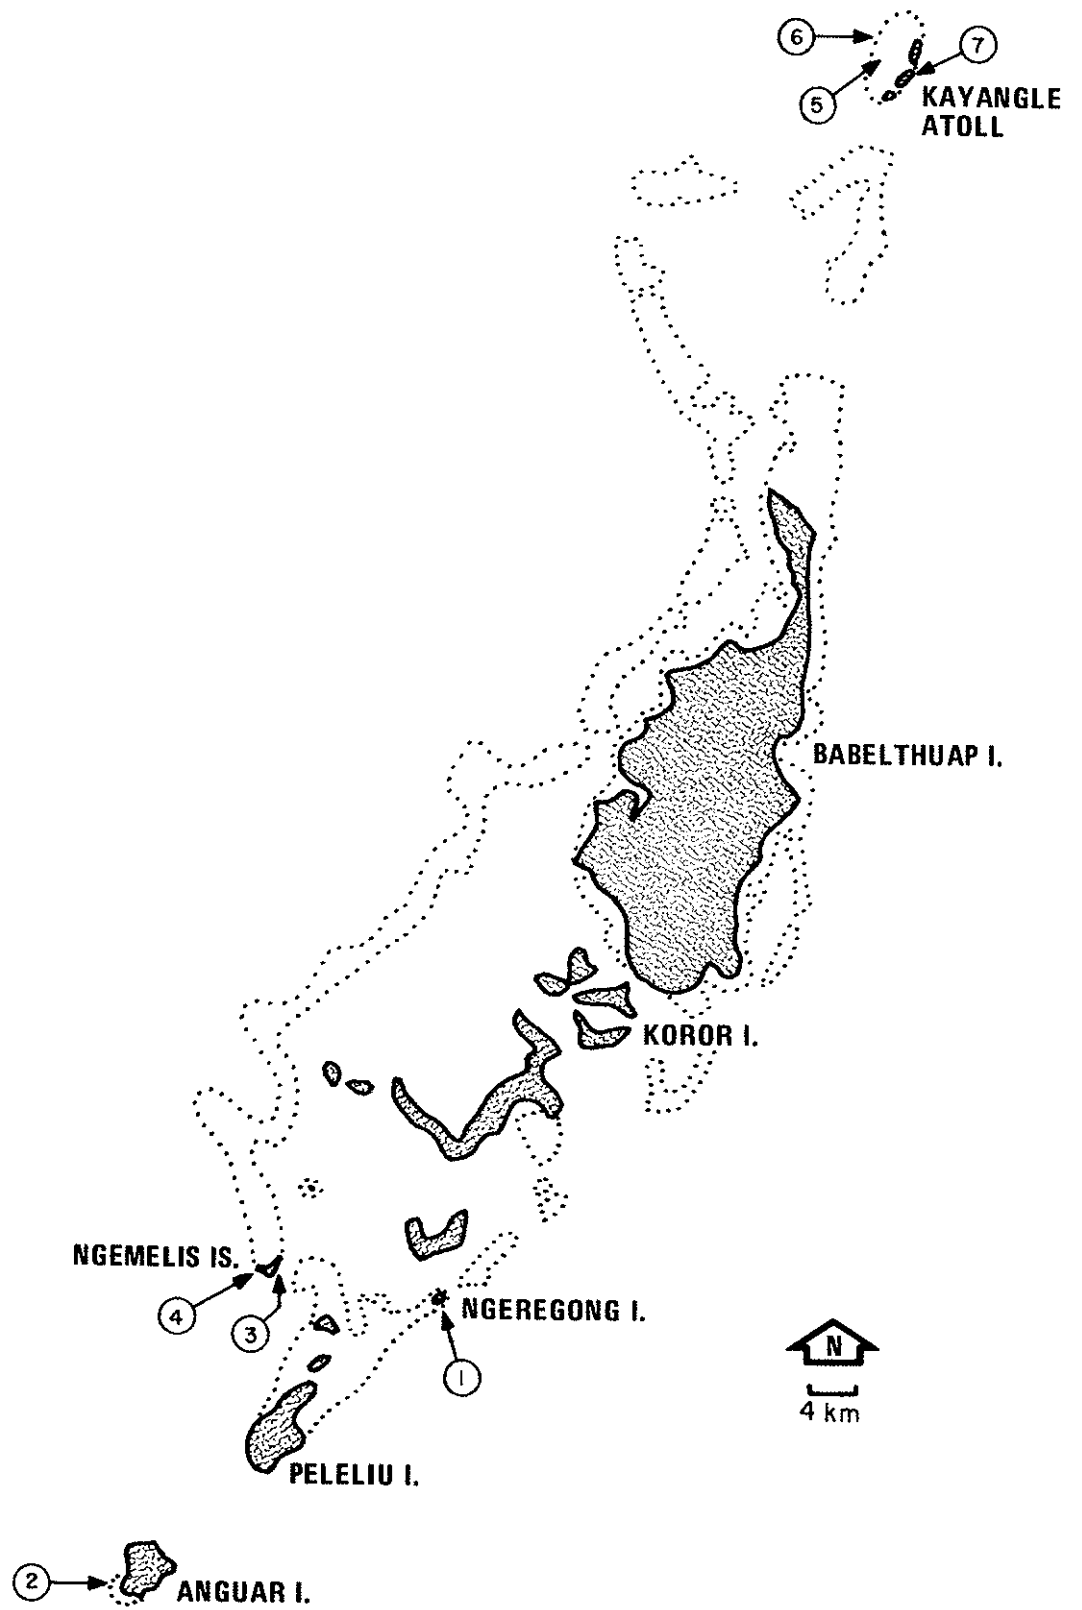 6
7
5
KAYANGLE
ATOLL
BABELTHUAP I.
KOROR I.
NGEMELIS IS.
4
3
NGEREGONG I.
1
N
4 km
PELELIU I.
2
ANGUAR I.